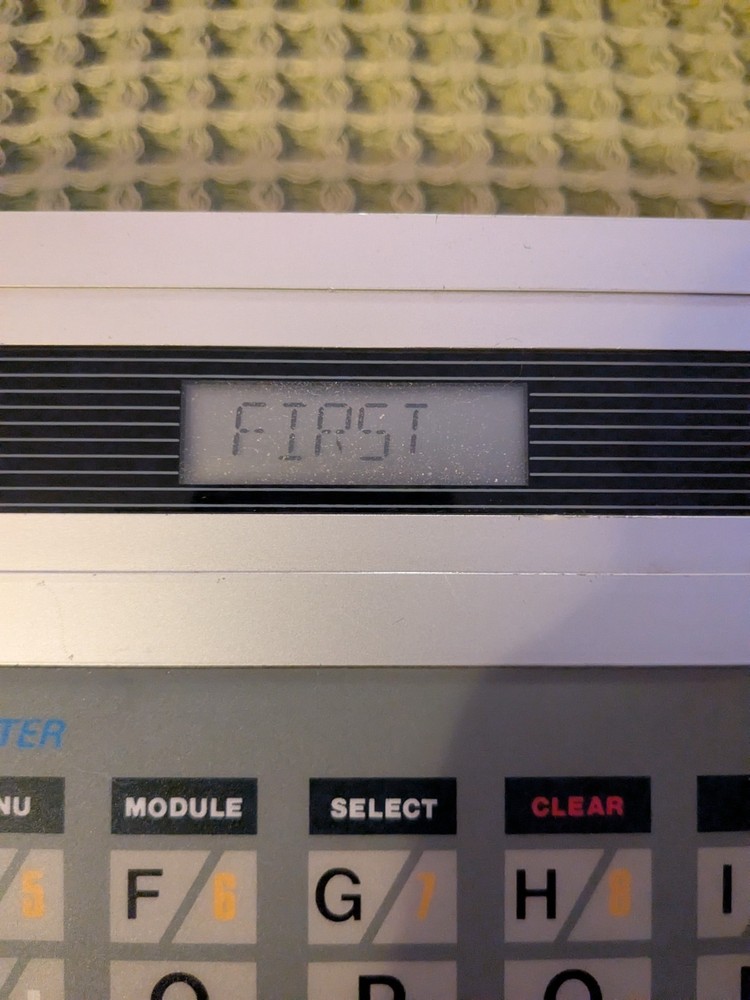 FIRST
TER
NU MODULE SELECT CLEAR
5 F/6 G/7 H/8 I